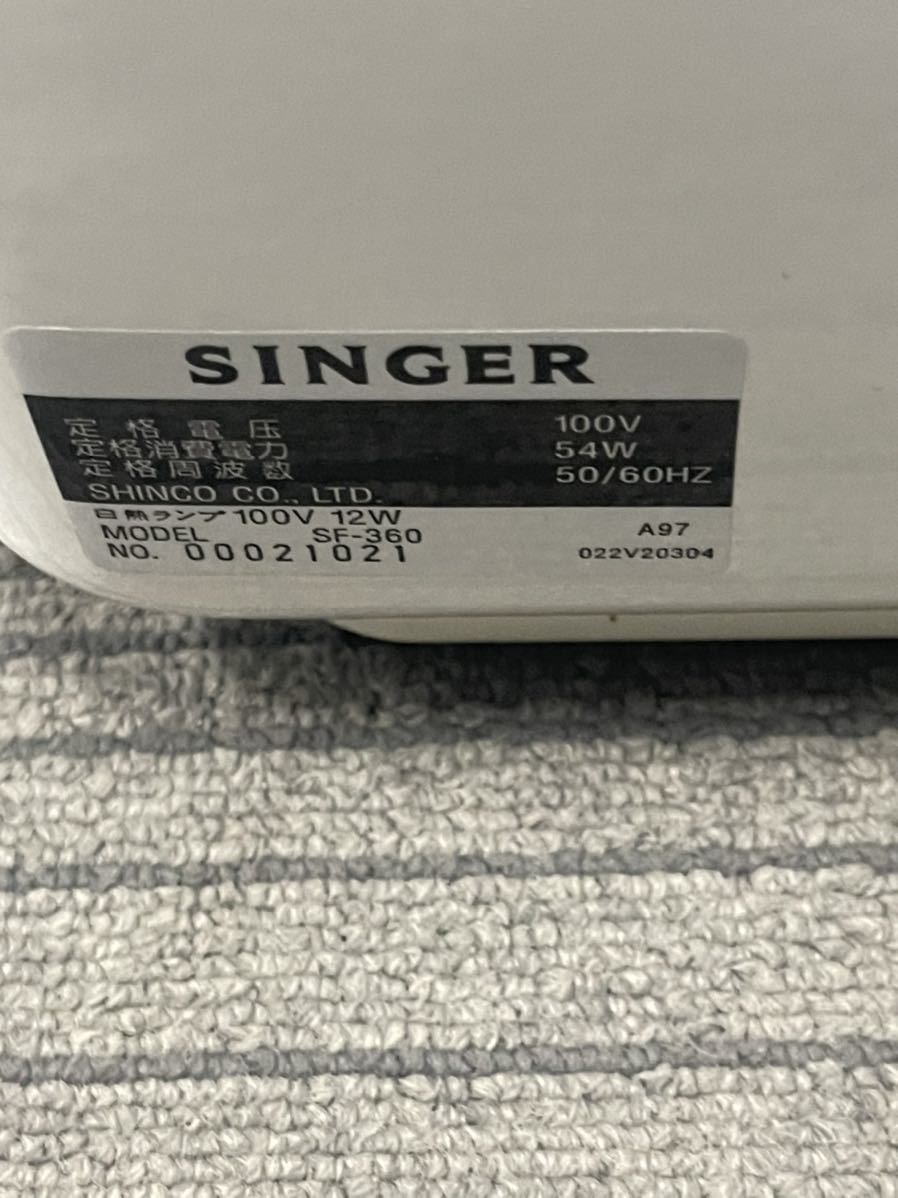 SINGER
定格電圧 100V
定格消費電力 54W
定格周波数 50/60HZ
SHINCO CO., LTD.
白熱ランプ 100V 12W
MODEL SF-360 A97
NO. 00021021 022V20304